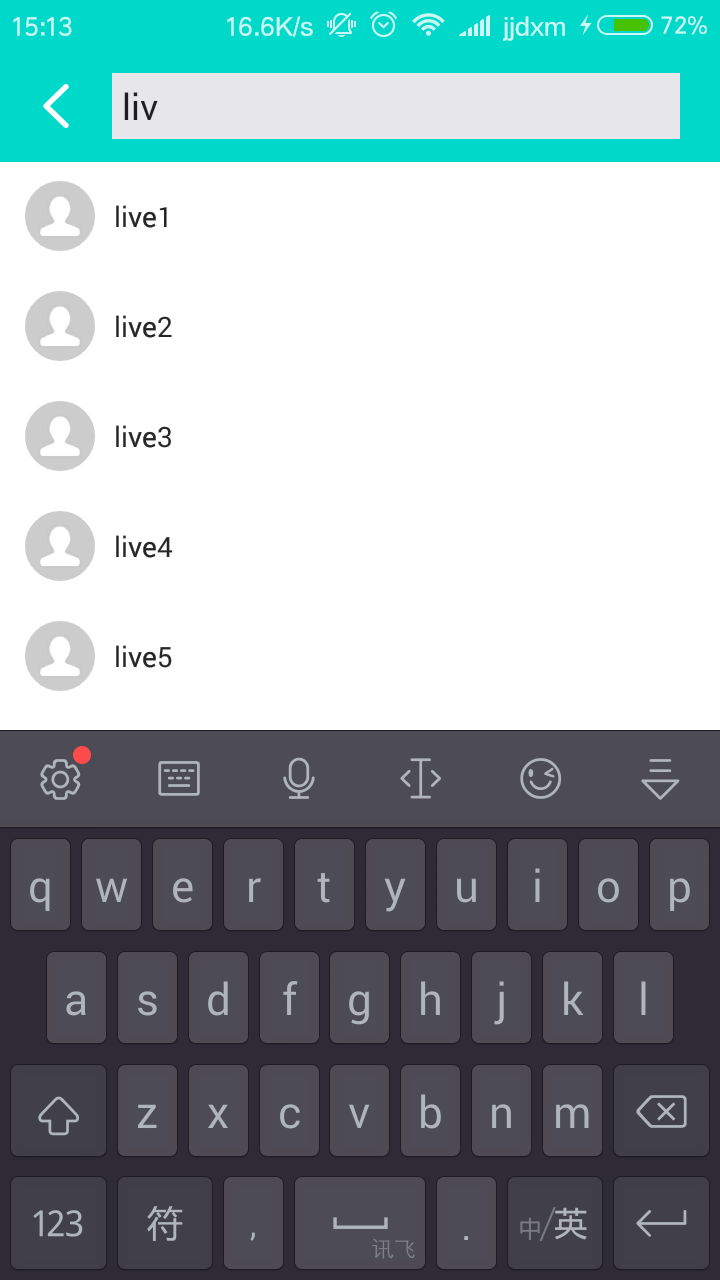 15:13 16.6K/s jjdxm 72%
liv
live1
live2
live3
live4
live5
q w e r t y u i o p
a s d f g h j k l
z x c v b n m
123 符 , 讯飞 . 中/英